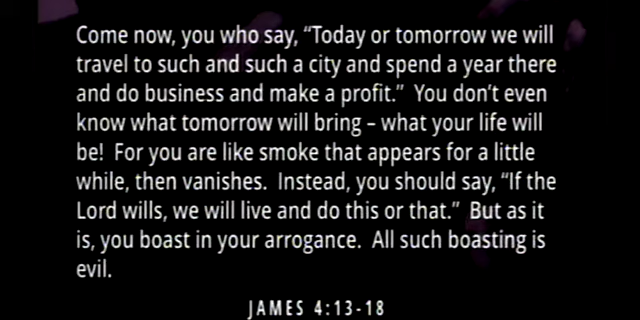 Come now, you who say, “Today or tomorrow we will
travel to such and such a city and spend a year there
and do business and make a profit.”  You don’t even
know what tomorrow will bring – what your life will
be!  For you are like smoke that appears for a little
while, then vanishes.  Instead, you should say, “If the
Lord wills, we will live and do this or that.”  But as it
is, you boast in your arrogance.  All such boasting is
evil.
JAMES 4:13-18